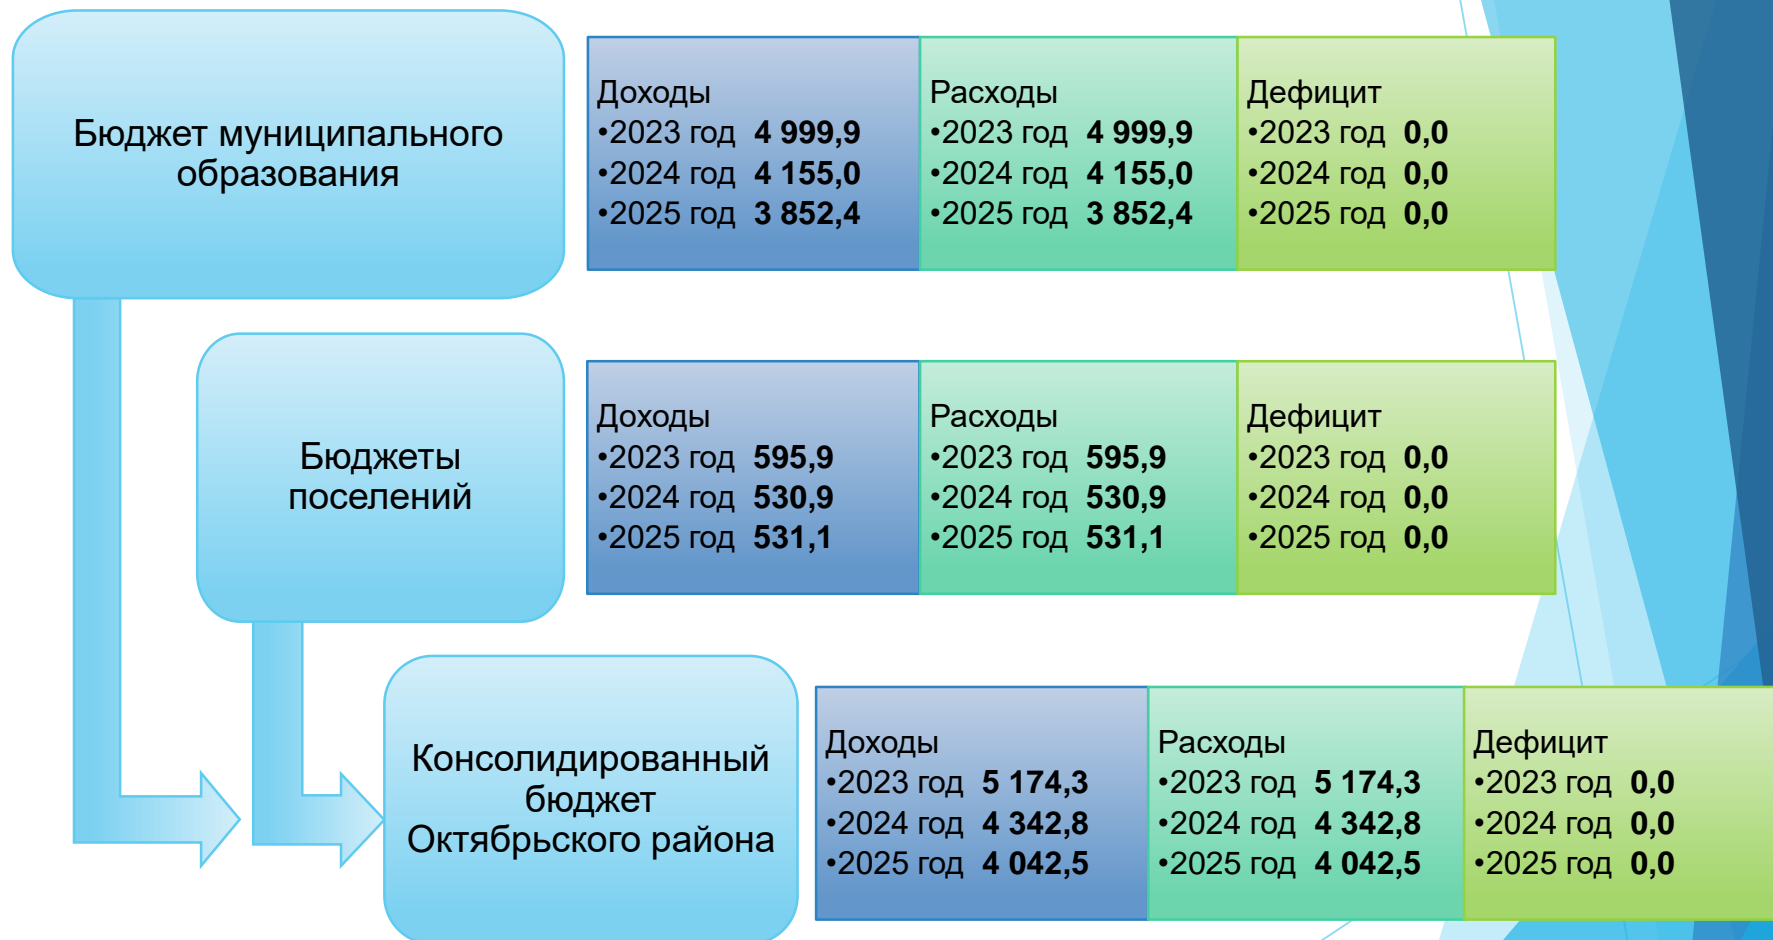 Бюджет муниципального
образования
Доходы
•2023 год 4 999,9
•2024 год 4 155,0
•2025 год 3 852,4
Расходы
•2023 год 4 999,9
•2024 год 4 155,0
•2025 год 3 852,4
Дефицит
•2023 год 0,0
•2024 год 0,0
•2025 год 0,0
Бюджеты
поселений
Доходы
•2023 год 595,9
•2024 год 530,9
•2025 год 531,1
Расходы
•2023 год 595,9
•2024 год 530,9
•2025 год 531,1
Дефицит
•2023 год 0,0
•2024 год 0,0
•2025 год 0,0
Консолидированный
бюджет
Октябрьского района
Доходы
•2023 год 5 174,3
•2024 год 4 342,8
•2025 год 4 042,5
Расходы
•2023 год 5 174,3
•2024 год 4 342,8
•2025 год 4 042,5
Дефицит
•2023 год 0,0
•2024 год 0,0
•2025 год 0,0